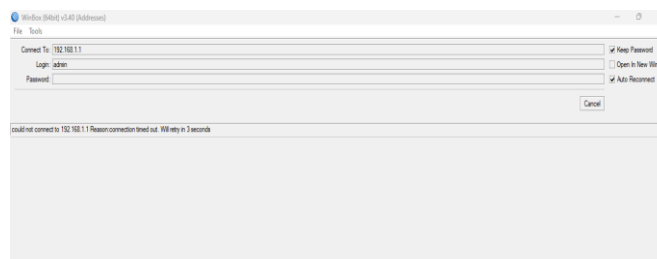 WinBox (64bit) v3.40 (Addresses)
File Tools
Connect To: 192.168.1.1
Keep Password
Login: admin
Open In New Win
Password:
Auto Reconnect
Cancel
could not connect to 192.168.1.1 Reason:connection timed out. Will retry in 3 seconds